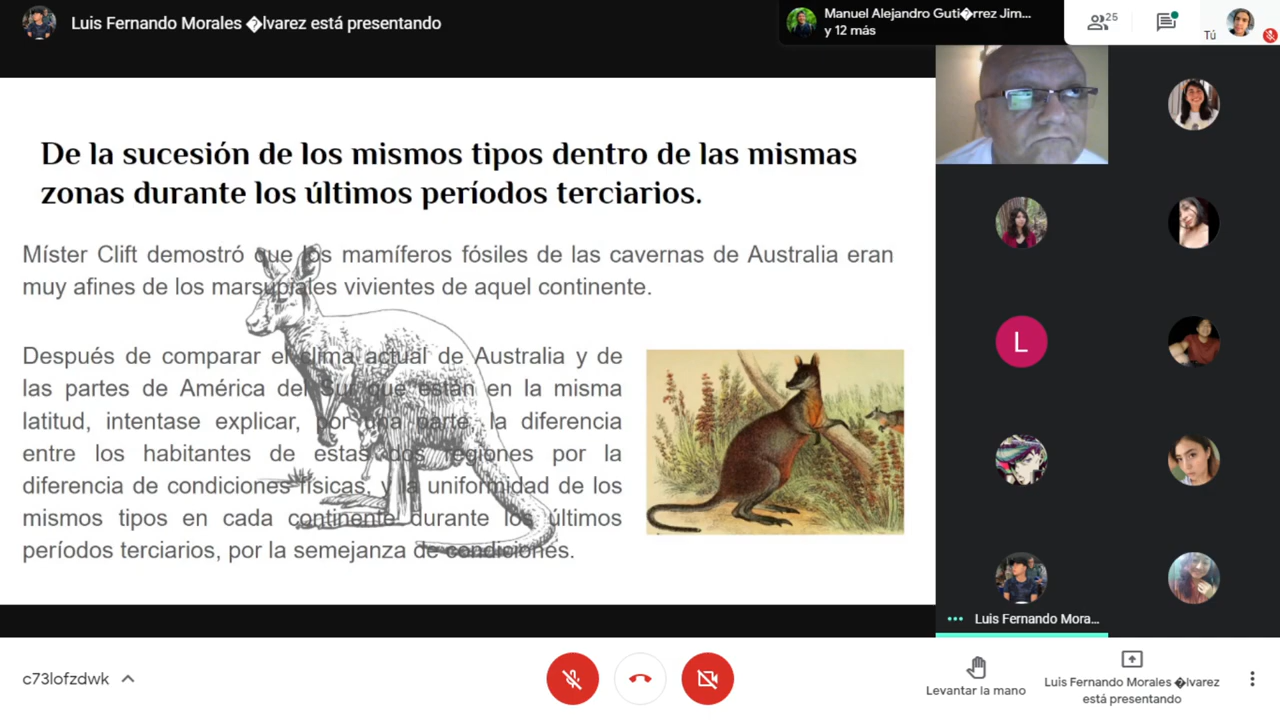 Luis Fernando Morales �lvarez está presentando
Manuel Alejandro Guti�rrez Jim...
y 12 más
25
Tú
De la sucesión de los mismos tipos dentro de las mismas
zonas durante los últimos períodos terciarios.
Míster Clift demostró que los mamíferos fósiles de las cavernas de Australia eran
muy afines de los marsupiales vivientes de aquel continente.
Después de comparar el clima actual de Australia y de
las partes de América del Sur que están en la misma
latitud, intentase explicar, por una parte, la diferencia
entre los habitantes de estas dos regiones por la
diferencia de condiciones físicas, y la uniformidad de los
mismos tipos en cada continente durante los últimos
períodos terciarios, por la semejanza de condiciones.
L
Luis Fernando Mora...
c73lofzdwk
Levantar la mano
Luis Fernando Morales �lvarez
está presentando